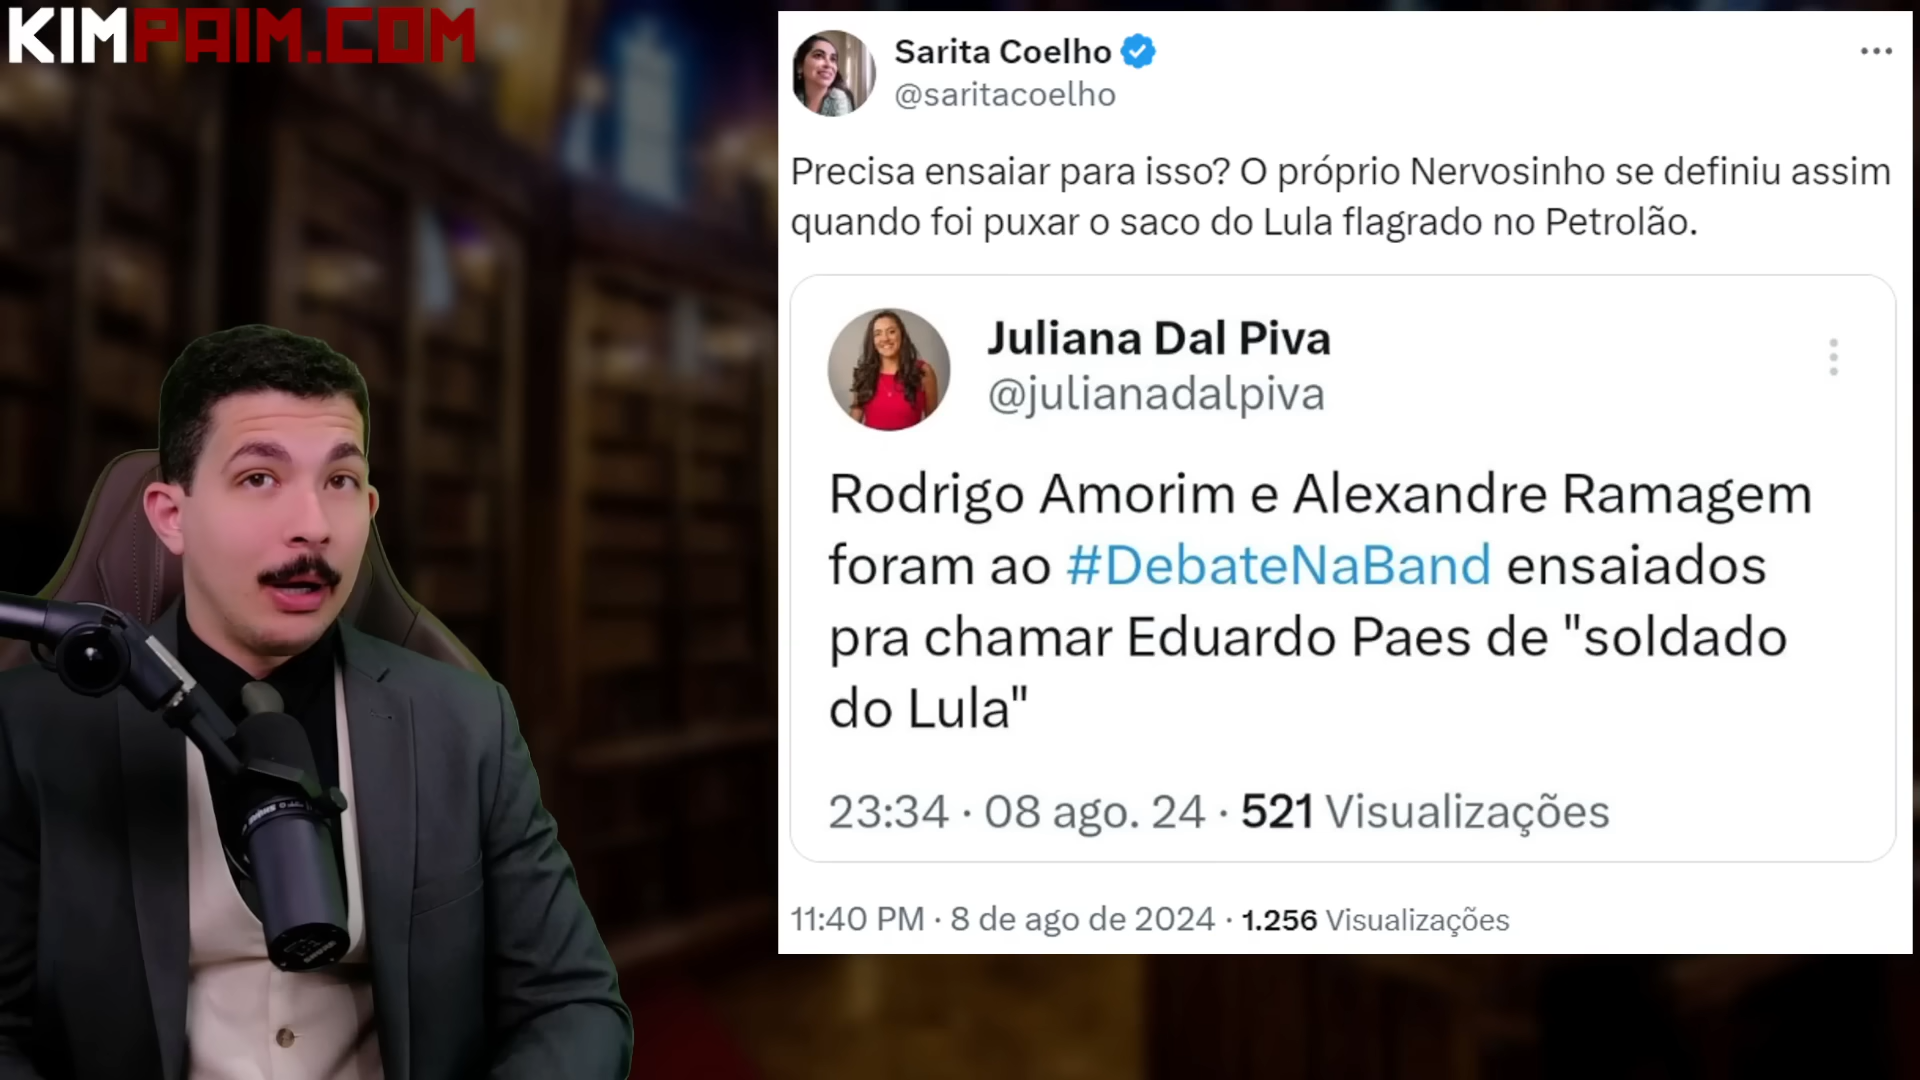 KIMPAIM.COM
Sarita Coelho
@saritacoelho
Precisa ensaiar para isso? O próprio Nervosinho se definiu assim
quando foi puxar o saco do Lula flagrado no Petrolão.
Juliana Dal Piva
@julianadalpiva
Rodrigo Amorim e Alexandre Ramagem
foram ao #DebateNaBand ensaiados
pra chamar Eduardo Paes de "soldado
do Lula"
23:34 · 08 ago. 24 · 521 Visualizações
11:40 PM · 8 de ago de 2024 · 1.256 Visualizações